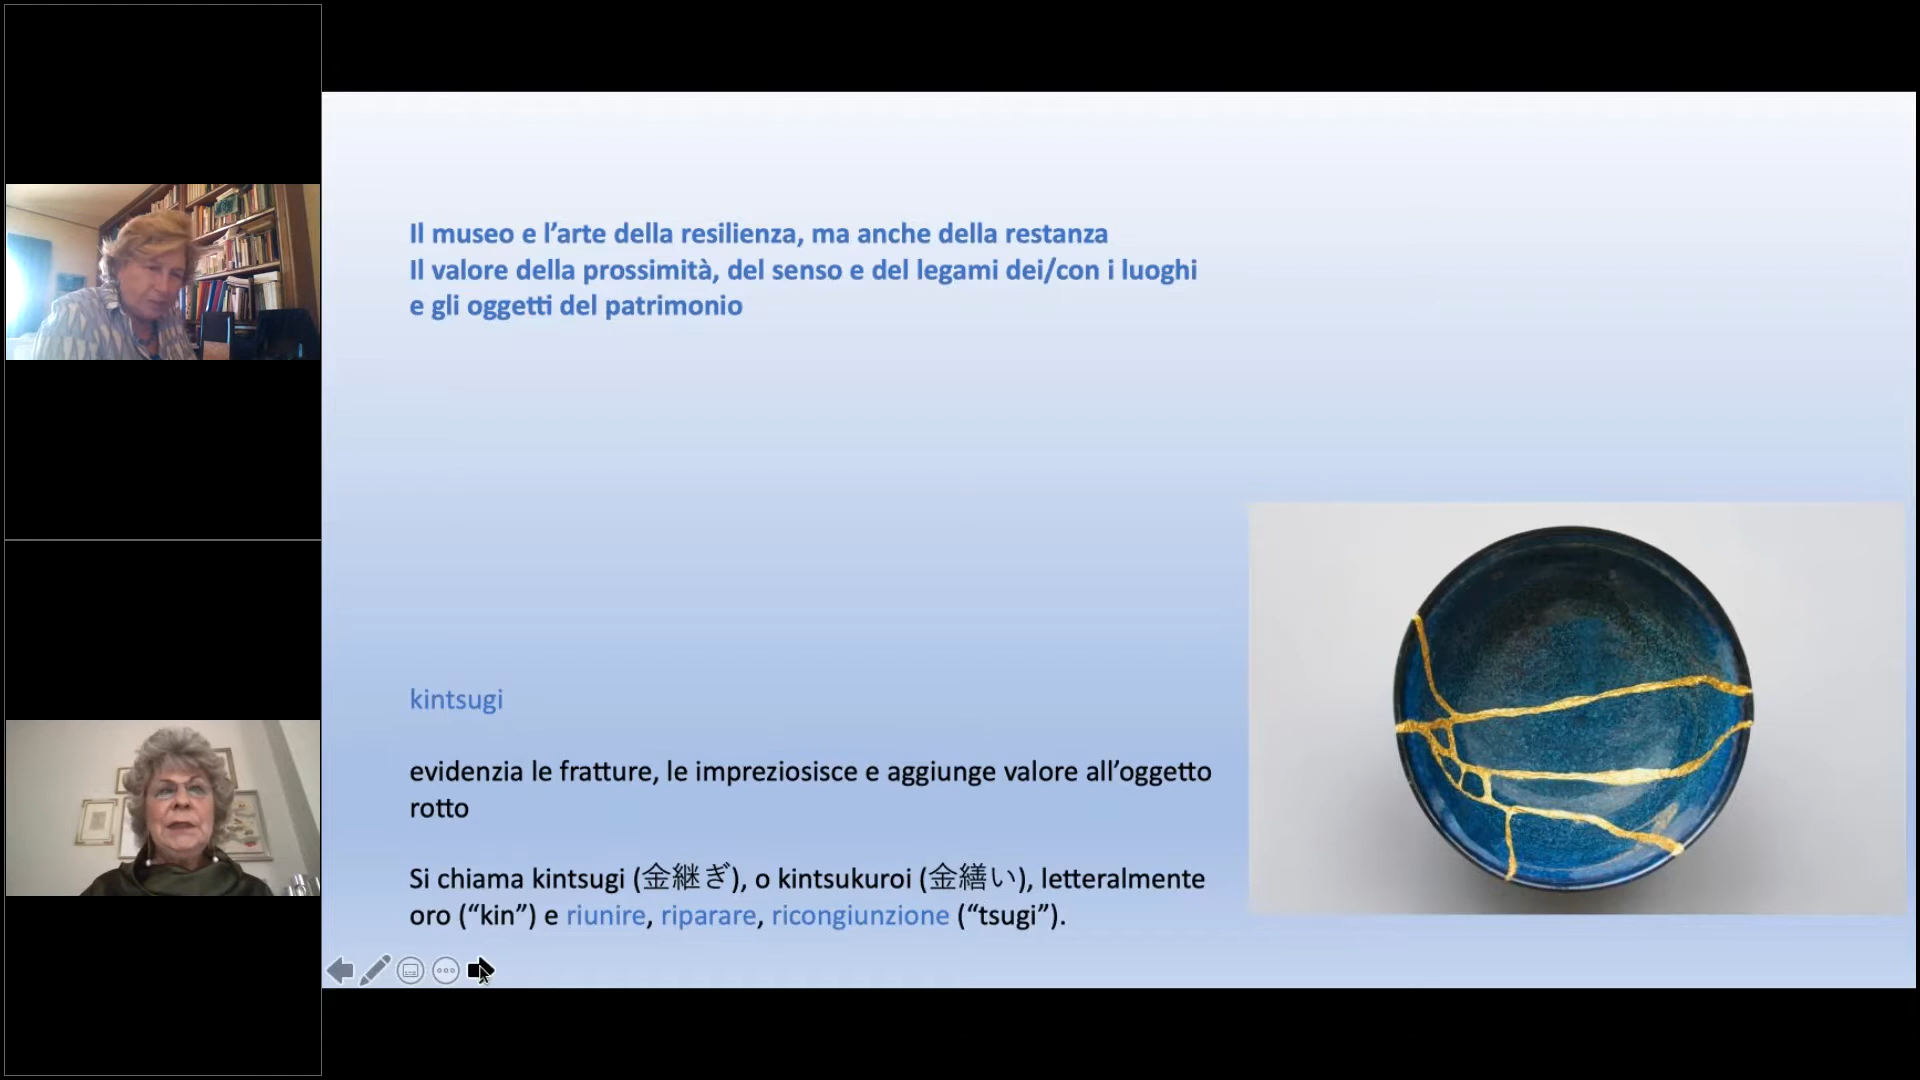 Il museo e l’arte della resilienza, ma anche della restanza
Il valore della prossimità, del senso e del legami dei/con i luoghi
e gli oggetti del patrimonio
kintsugi
evidenzia le fratture, le impreziosisce e aggiunge valore all’oggetto
rotto
Si chiama kintsugi (金継ぎ), o kintsukuroi (金繕い), letteralmente
oro (“kin”) e riunire, riparare, ricongiunzione (“tsugi”).